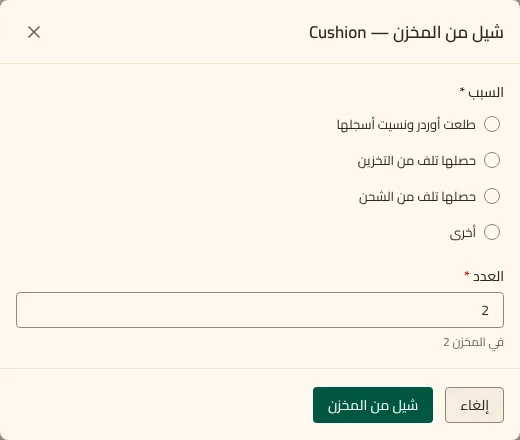 شيل من المخزن — Cushion
السبب *
طلعت أوردر ونسيت أسجلها
حصلها تلف من التخزين
حصلها تلف من الشحن
أخرى
العدد *
2
في المخزن 2
إلغاء
شيل من المخزن